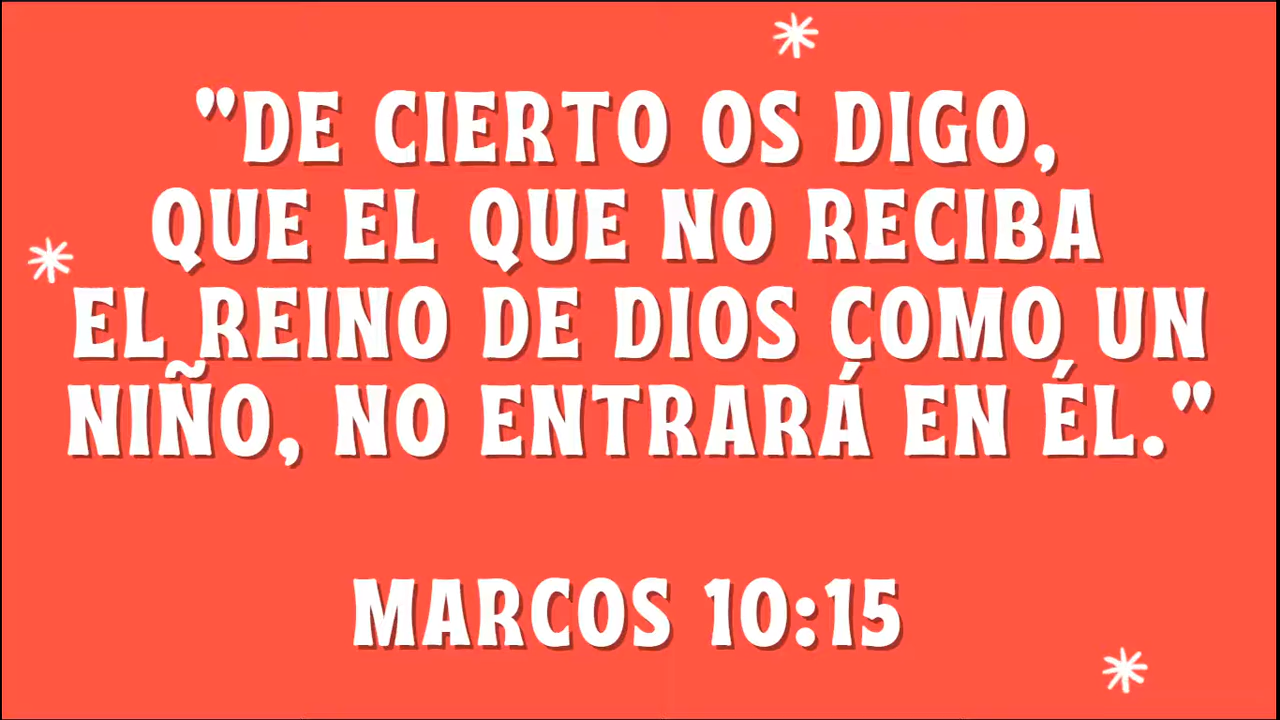 "DE CIERTO OS DIGO,
QUE EL QUE NO RECIBA
EL REINO DE DIOS COMO UN
NIÑO, NO ENTRARÁ EN ÉL."
MARCOS 10:15